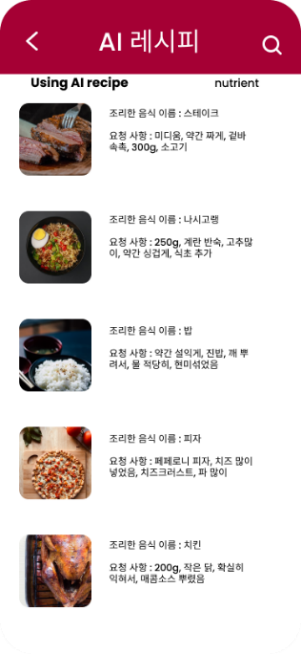 AI 레시피
Using AI recipe
nutrient
조리한 음식 이름 : 스테이크
요청 사항 : 미디움, 약간 짜게, 겉바
속촉, 300g, 소고기
조리한 음식 이름 : 나시고랭
요청 사항 : 250g, 계란 반숙, 고추많
이, 약간 싱겁게, 식초 추가
조리한 음식 이름 : 밥
요청 사항 : 약간 설익게, 진밥, 깨 뿌
려서, 물 적당히, 현미섞었음
조리한 음식 이름 : 피자
요청 사항 : 페페로니 피자, 치즈 많이
넣었음, 치즈크러스트, 파 많이
조리한 음식 이름 : 치킨
요청 사항 : 200g, 작은 닭, 확실히
익혀서, 매콤소스 뿌렸음